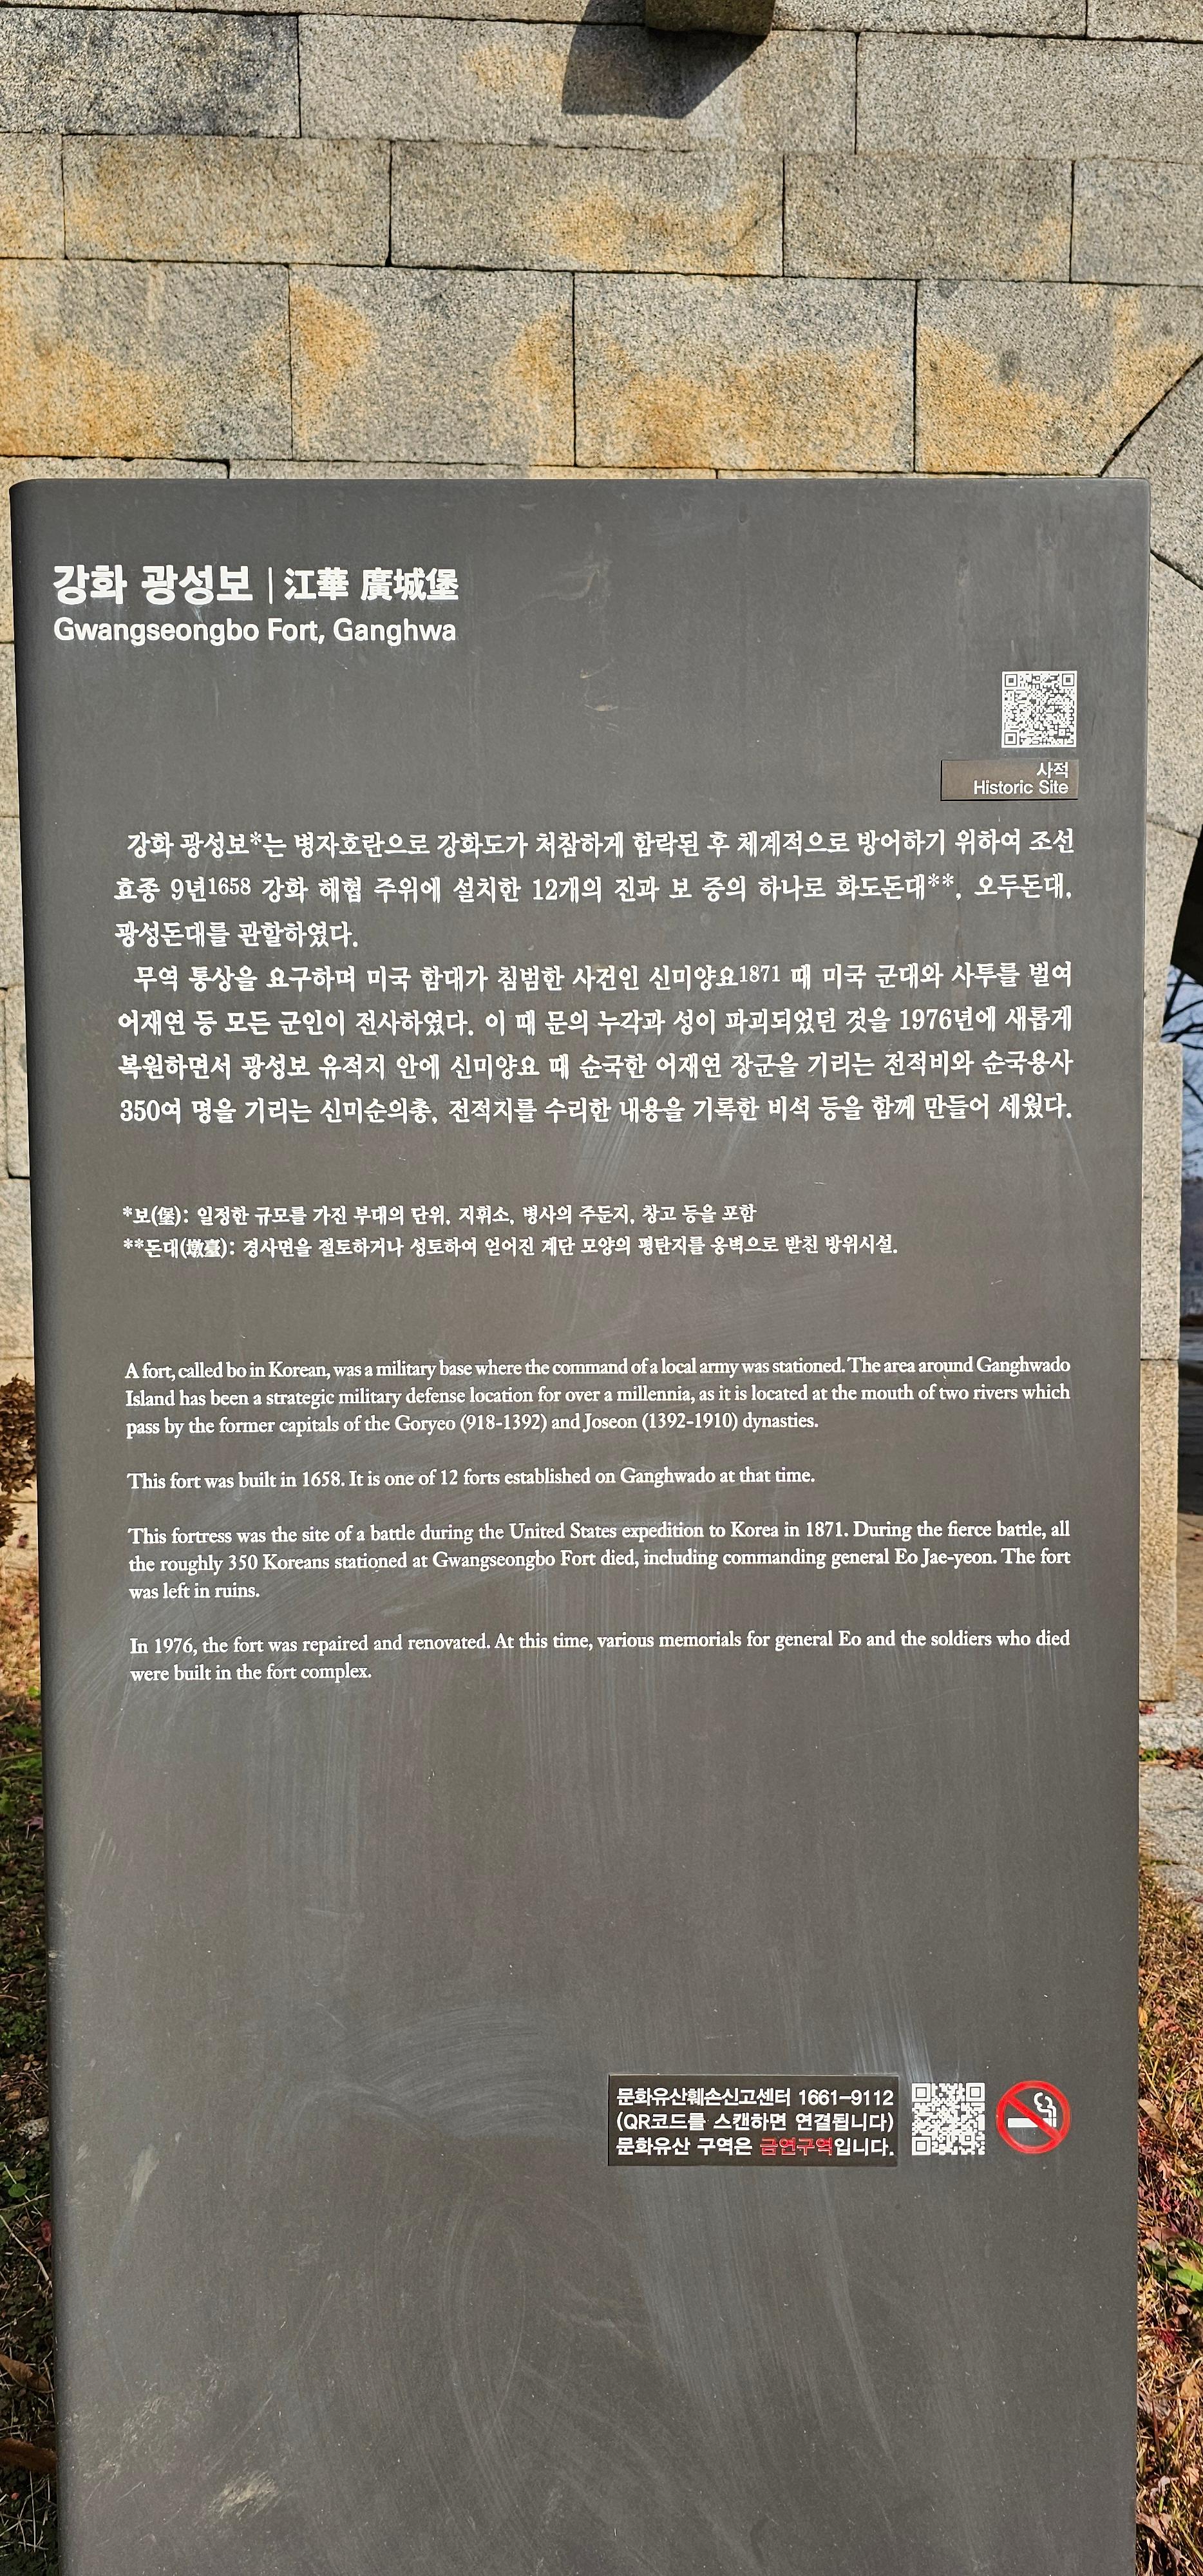 강화 광성보 | 江華 廣城堡
Gwangseongbo Fort, Ganghwa
사적
Historic Site
강화 광성보*는 병자호란으로 강화도가 처참하게 함락된 후 체계적으로 방어하기 위하여 조선
효종 9년1658 강화 해협 주위에 설치한 12개의 진과 보 중의 하나로 화도돈대**, 오두돈대,
광성돈대를 관할하였다.
무역 통상을 요구하며 미국 함대가 침범한 사건인 신미양요1871 때 미국 군대와 사투를 벌여
어재연 등 모든 군인이 전사하였다. 이 때 문의 누각과 성이 파괴되었던 것을 1976년에 새롭게
복원하면서 광성보 유적지 안에 신미양요 때 순국한 어재연 장군을 기리는 전적비와 순국용사
350여 명을 기리는 신미순의총, 전적지를 수리한 내용을 기록한 비석 등을 함께 만들어 세웠다.
*보(堡): 일정한 규모를 가진 부대의 단위, 지휘소, 병사의 주둔지, 창고 등을 포함
**돈대(墩臺): 경사면을 절토하거나 성토하여 얻어진 계단 모양의 평탄지를 옹벽으로 받친 방위시설.
A fort, called bo in Korean, was a military base where the command of a local army was stationed. The area around Ganghwado
Island has been a strategic military defense location for over a millennia, as it is located at the mouth of two rivers which
pass by the former capitals of the Goryeo (918-1392) and Joseon (1392-1910) dynasties.
This fort was built in 1658. It is one of 12 forts established on Ganghwado at that time.
This fortress was the site of a battle during the United States expedition to Korea in 1871. During the fierce battle, all
the roughly 350 Koreans stationed at Gwangseongbo Fort died, including commanding general Eo Jae-yeon. The fort
was left in ruins.
In 1976, the fort was repaired and renovated. At this time, various memorials for general Eo and the soldiers who died
were built in the fort complex.
문화유산훼손신고센터 1661-9112
(QR코드를 스캔하면 연결됩니다)
문화유산 구역은 금연구역입니다.